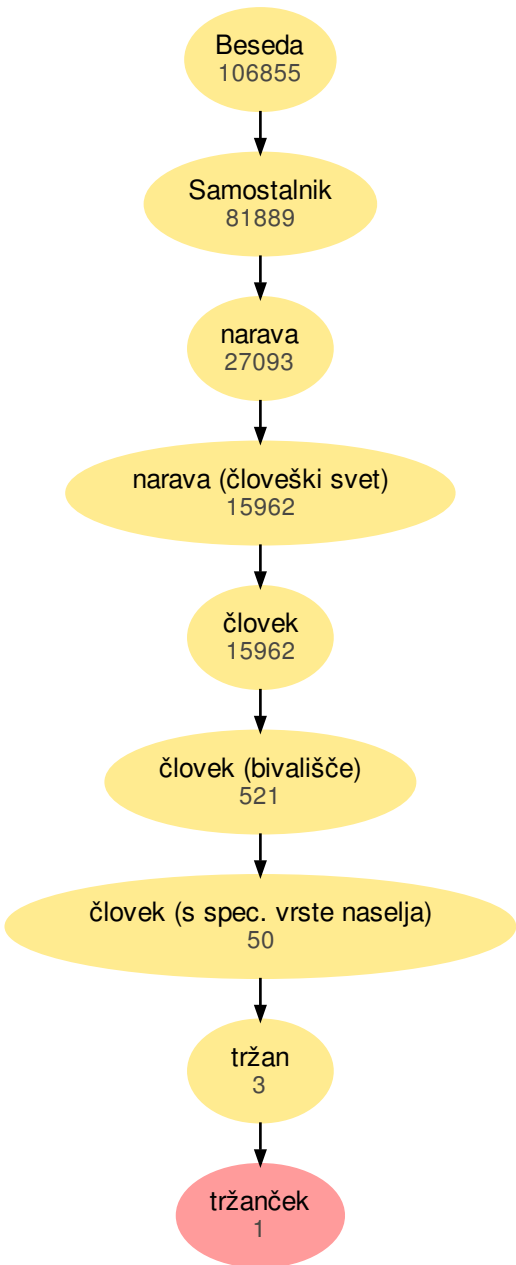 Beseda
106855
Samostalnik
81889
narava
27093
narava (človeški svet)
15962
človek
15962
človek (bivališče)
521
človek (s spec. vrste naselja)
50
tržan
3
tržanček
1